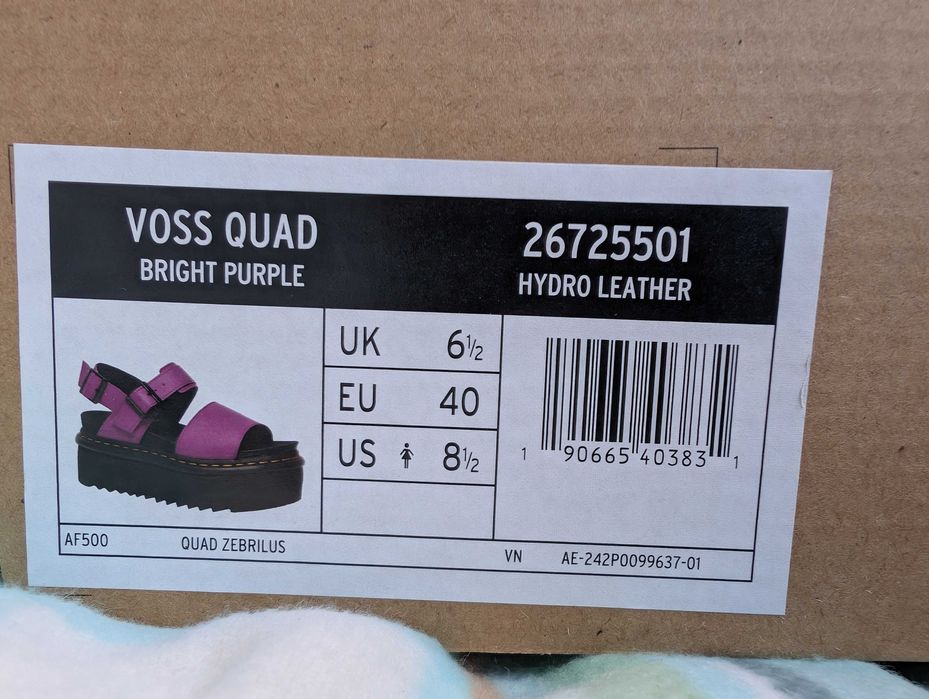 VOSS QUAD
BRIGHT PURPLE
26725501
HYDRO LEATHER
UK 6½
EU 40
US 8½
1 90665 40383 1
AF500 QUAD ZEBRILUS VN AE-242P0099637-01